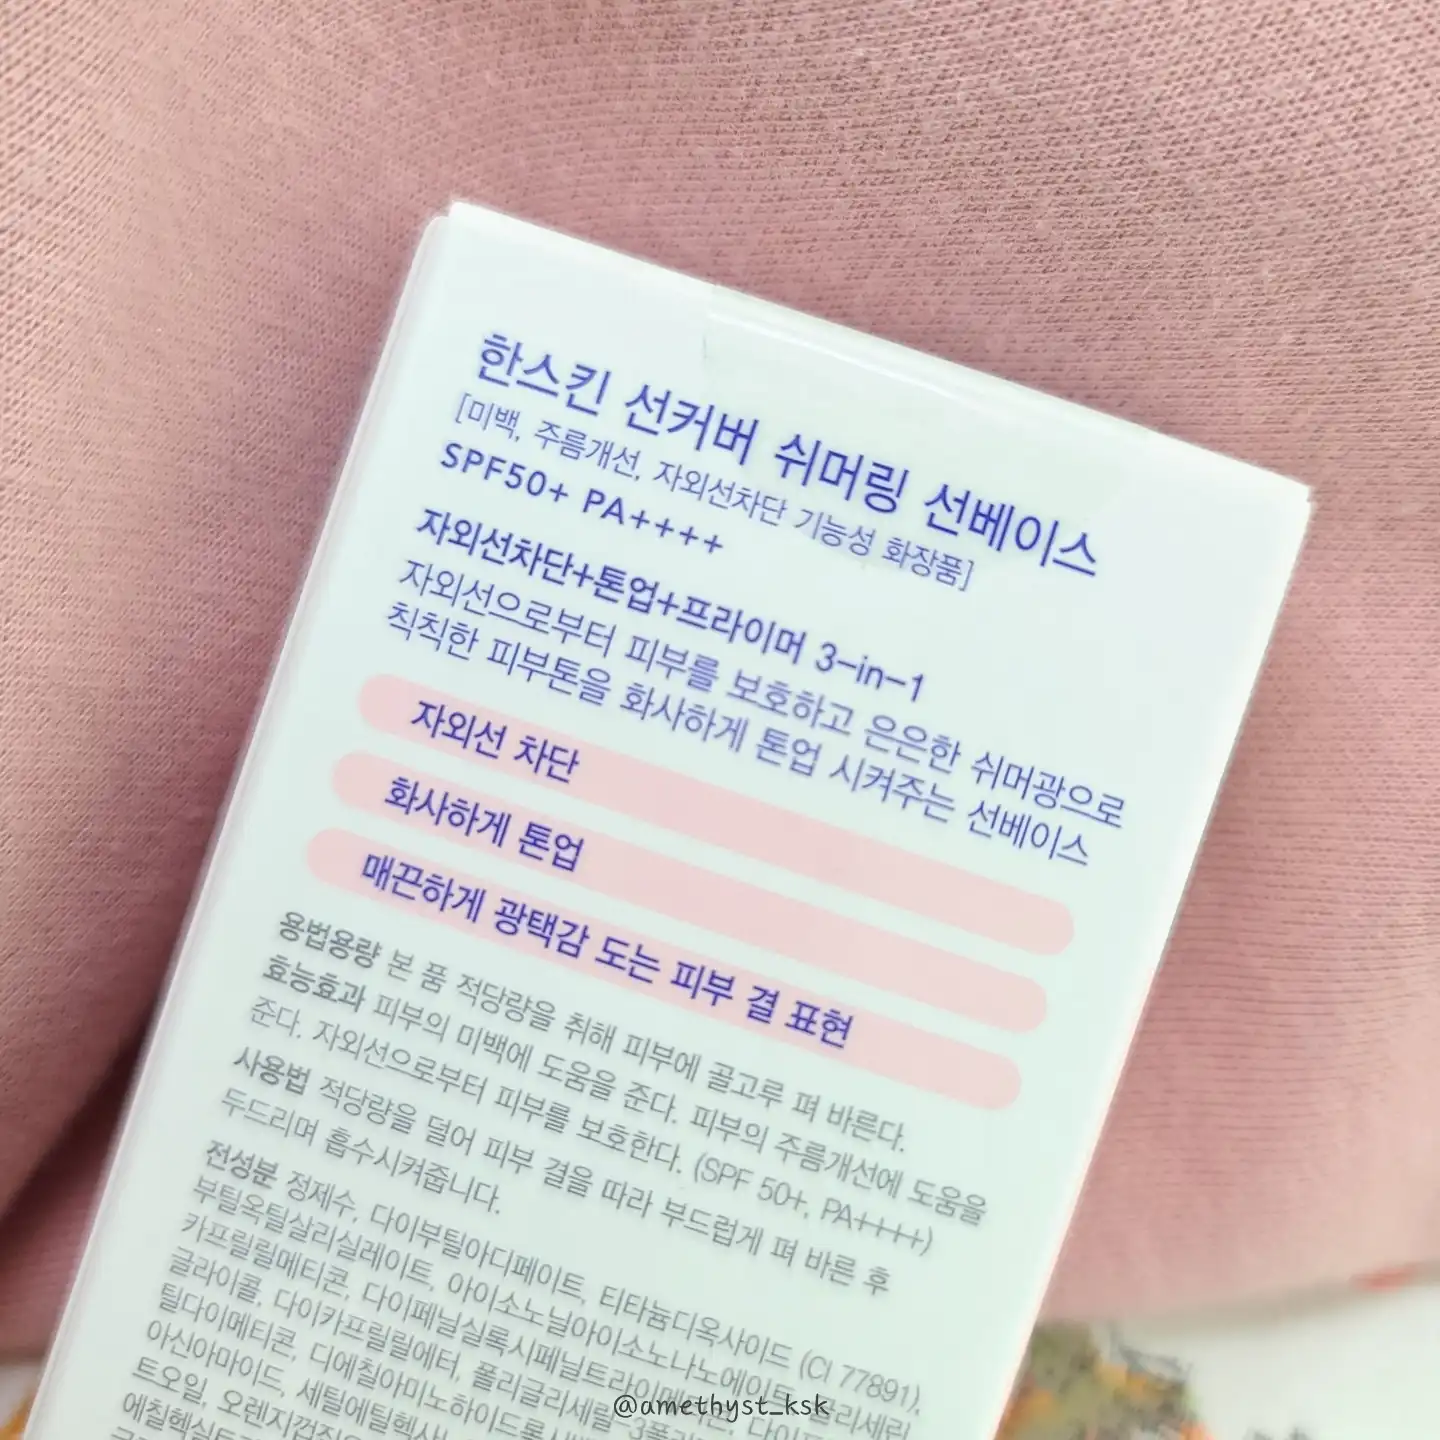 한스킨 선커버 쉬머링 선베이스
[미백, 주름개선, 자외선차단 기능성 화장품]
SPF50+ PA++++
자외선차단+톤업+프라이머 3-in-1
자외선으로부터 피부를 보호하고 은은한 쉬머광으로
칙칙한 피부톤을 화사하게 톤업 시켜주는 선베이스
자외선 차단
화사하게 톤업
매끈하게 광택감 도는 피부 결 표현
용법용량 본 품 적당량을 취해 피부에 골고루 펴 바른다.
효능효과 피부의 미백에 도움을 준다. 피부의 주름개선에 도움을
준다. 자외선으로부터 피부를 보호한다. (SPF 50+, PA++++)
사용법 적당량을 덜어 피부 결을 따라 부드럽게 펴 바른 후
두드리며 흡수시켜줍니다.
전성분 정제수, 다이부틸아디페이트, 티타늄디옥사이드 (CI 77891),
부틸옥틸살리실레이트, 아이소노닐아이소노나노에이트, 폴리글리세린
카프릴릴메티콘, 다이페닐실록시페닐트라이메티콘,
글라이콜, 다이카프릴릴에터, 폴리글리세릴-3폴리
틸다이메티콘, 디에칠아미노하이드록시
아신아마이드, 세틸에틸헥사
트오일, 오렌지껍질
에칠헥실트
@amethyst_ksk